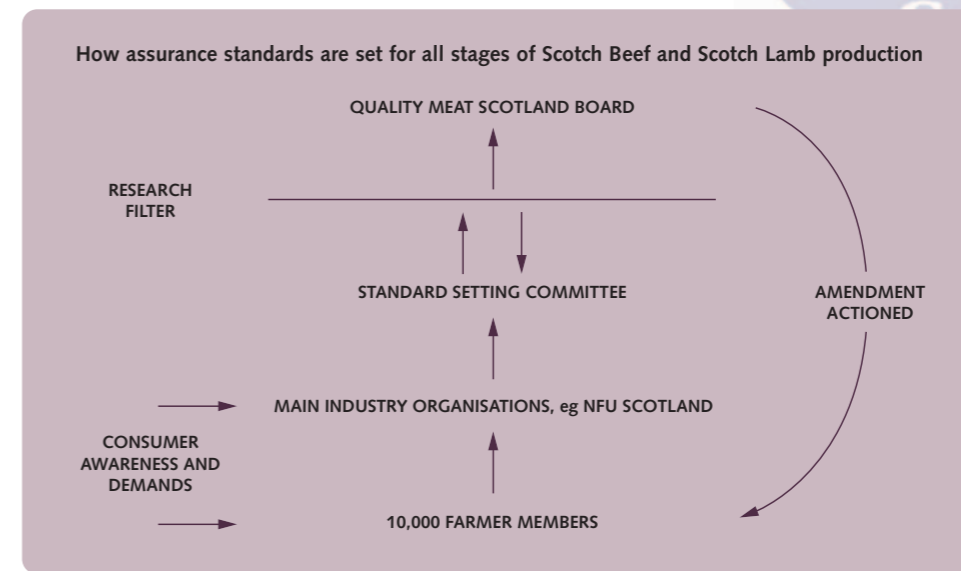 How assurance standards are set for all stages of Scotch Beef and Scotch Lamb production
QUALITY MEAT SCOTLAND BOARD
RESEARCH
FILTER
STANDARD SETTING COMMITTEE
AMENDMENT
ACTIONED
MAIN INDUSTRY ORGANISATIONS, eg NFU SCOTLAND
CONSUMER
AWARENESS AND
DEMANDS
10,000 FARMER MEMBERS